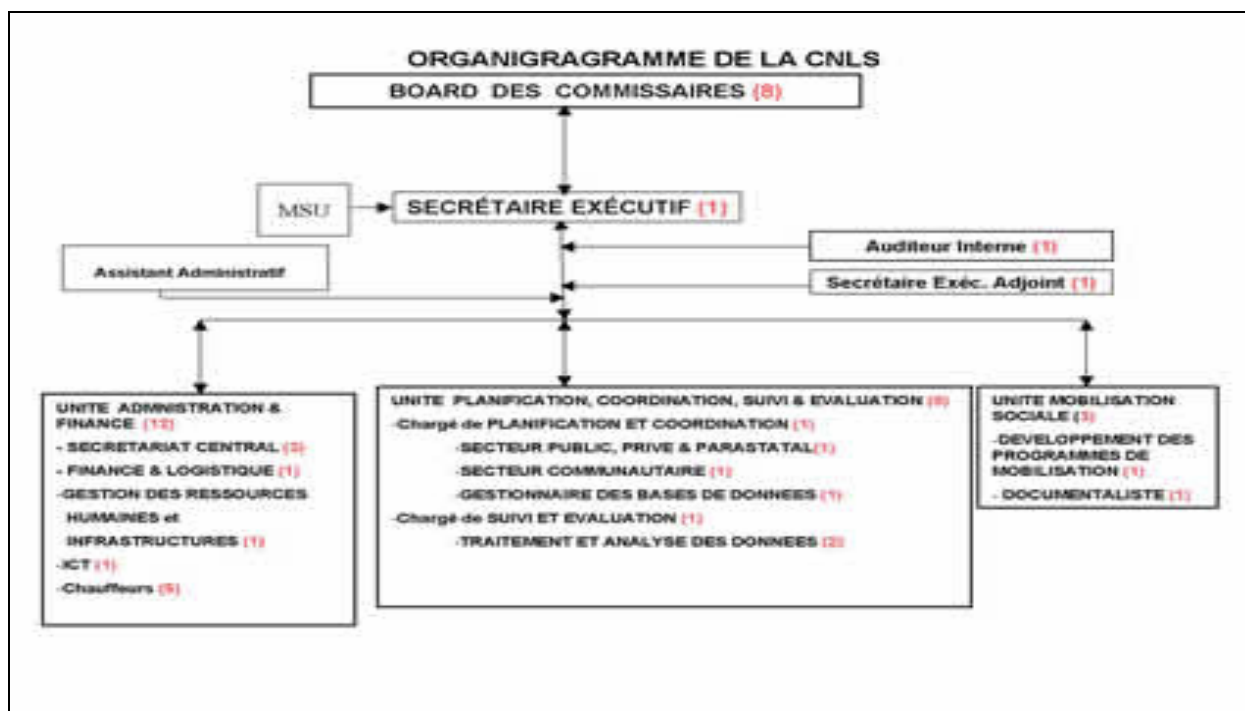 ORGANIGRAGRAMME DE LA CNLS
BOARD DES COMMISSAIRES (8)
MSU
SECRÉTAIRE EXÉCUTIF (1)
Auditeur Interne (1)
Assistant Administratif
Secrétaire Exéc. Adjoint (1)
UNITE ADMNISTRATION &
FINANCE (12)
- SECRETARIAT CENTRAL (3)
- FINANCE & LOGISTIQUE (1)
-GESTION DES RESSOURCES
HUMAINES et
INFRASTRUCTURES (1)
-ICT (1)
-Chauffeurs (5)
UNITE PLANIFICATION, COORDINATION, SUIVI & EVALUATION
-Chargé de PLANIFICATION ET COORDINATION (1)
-SECTEUR PUBLIC, PRIVE & PARASTATAL(1)
-SECTEUR COMMUNAUTAIRE (1)
-GESTIONNAIRE DES BASES DE DONNEES (1)
-Chargé de SUIVI ET EVALUATION (1)
-TRAITEMENT ET ANALYSE DES DONNEES (2)
UNITE MOBILISATION
SOCIALE (3)
-DEVELOPPEMENT DES
PROGRAMMES DE
MOBILISATION (1)
- DOCUMENTALISTE (1)